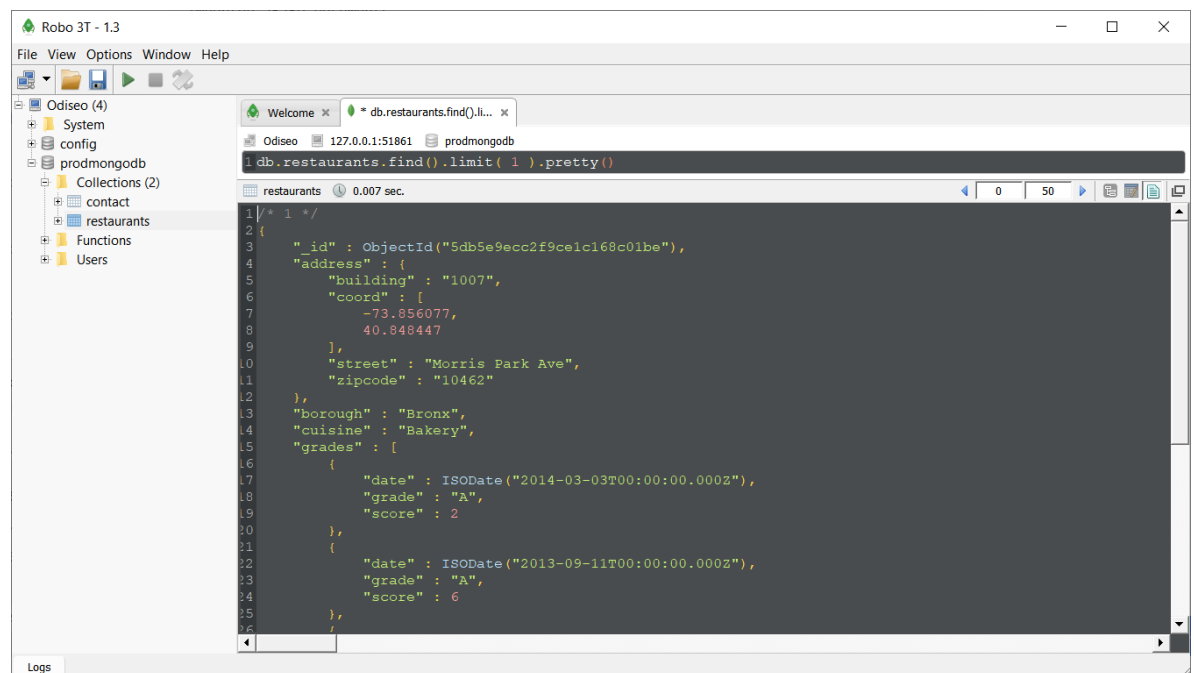 Robo 3T - 1.3
File View Options Window Help
Odiseo (4)
System
config
prodmongodb
Collections (2)
contact
restaurants
Functions
Users
Welcome
* db.restaurants.find().li...
Odiseo 127.0.0.1:51861 prodmongodb
1 db.restaurants.find().limit( 1 ).pretty()
restaurants 0.007 sec. 0 50
1 /* 1 */
2 {
3 "_id" : ObjectId("5db5e9ecc2f9ce1c168c01be"),
4 "address" : {
5 "building" : "1007",
6 "coord" : [
7 -73.856077,
8 40.848447
9 ],
10 "street" : "Morris Park Ave",
11 "zipcode" : "10462"
12 },
13 "borough" : "Bronx",
14 "cuisine" : "Bakery",
15 "grades" : [
16 {
17 "date" : ISODate("2014-03-03T00:00:00.000Z"),
18 "grade" : "A",
19 "score" : 2
20 },
21 {
22 "date" : ISODate("2013-09-11T00:00:00.000Z"),
23 "grade" : "A",
24 "score" : 6
25 },
26 {
Logs